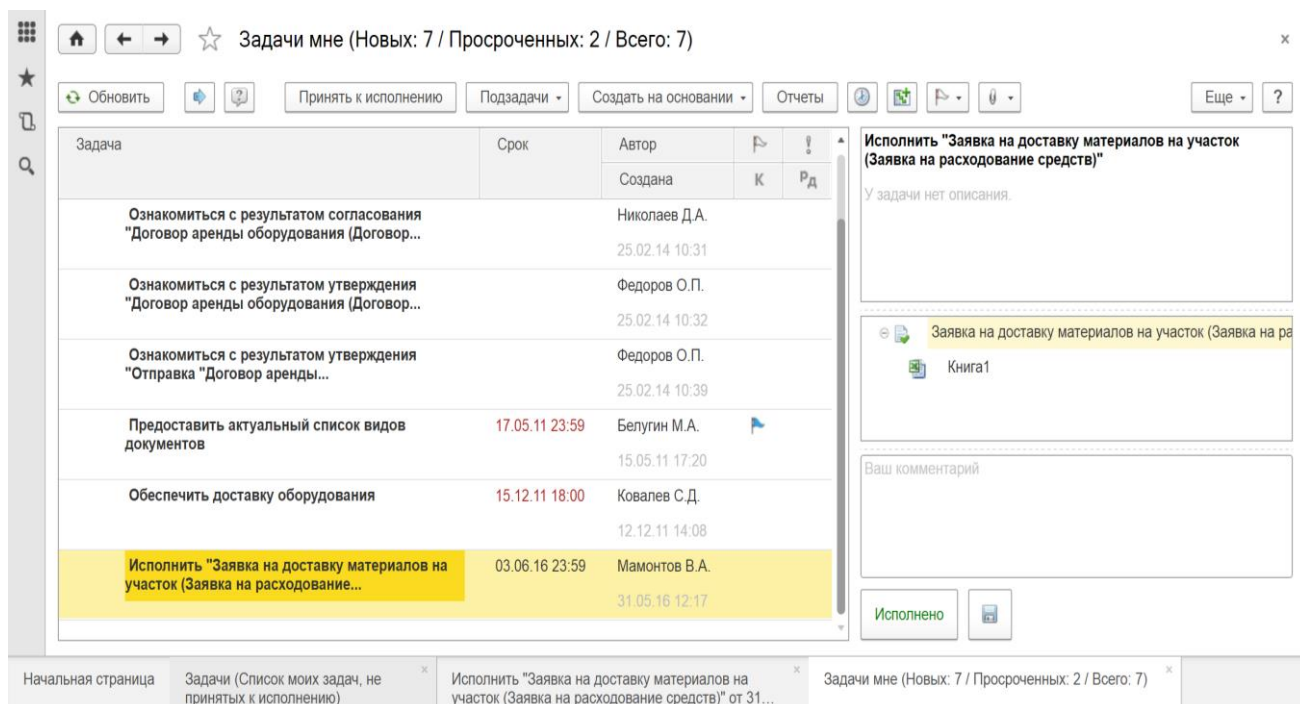 Задачи мне (Новых: 7 / Просроченных: 2 / Всего: 7)
Обновить
Принять к исполнению
Подзадачи
Создать на основании
Отчеты
Еще
?
Задача
Срок
Автор
Создана
К
Рд
Ознакомиться с результатом согласования
"Договор аренды оборудования (Договор...
Николаев Д.А.
25.02.14 10:31
Ознакомиться с результатом утверждения
"Договор аренды оборудования (Договор...
Федоров О.П.
25.02.14 10:32
Ознакомиться с результатом утверждения
"Отправка "Договор аренды...
Федоров О.П.
25.02.14 10:39
Предоставить актуальный список видов
документов
17.05.11 23:59
Белугин М.А.
15.05.11 17:20
Обеспечить доставку оборудования
15.12.11 18:00
Ковалев С.Д.
12.12.11 14:08
Исполнить "Заявка на доставку материалов на
участок (Заявка на расходование...
03.06.16 23:59
Мамонтов В.А.
31.05.16 12:17
Исполнить "Заявка на доставку материалов на участок
(Заявка на расходование средств)"
У задачи нет описания.
Заявка на доставку материалов на участок (Заявка на ра
Книга1
Ваш комментарий
Исполнено
Начальная страница
Задачи (Список моих задач, не
принятых к исполнению)
Исполнить "Заявка на доставку материалов на
участок (Заявка на расходование средств)" от 31...
Задачи мне (Новых: 7 / Просроченных: 2 / Всего: 7)